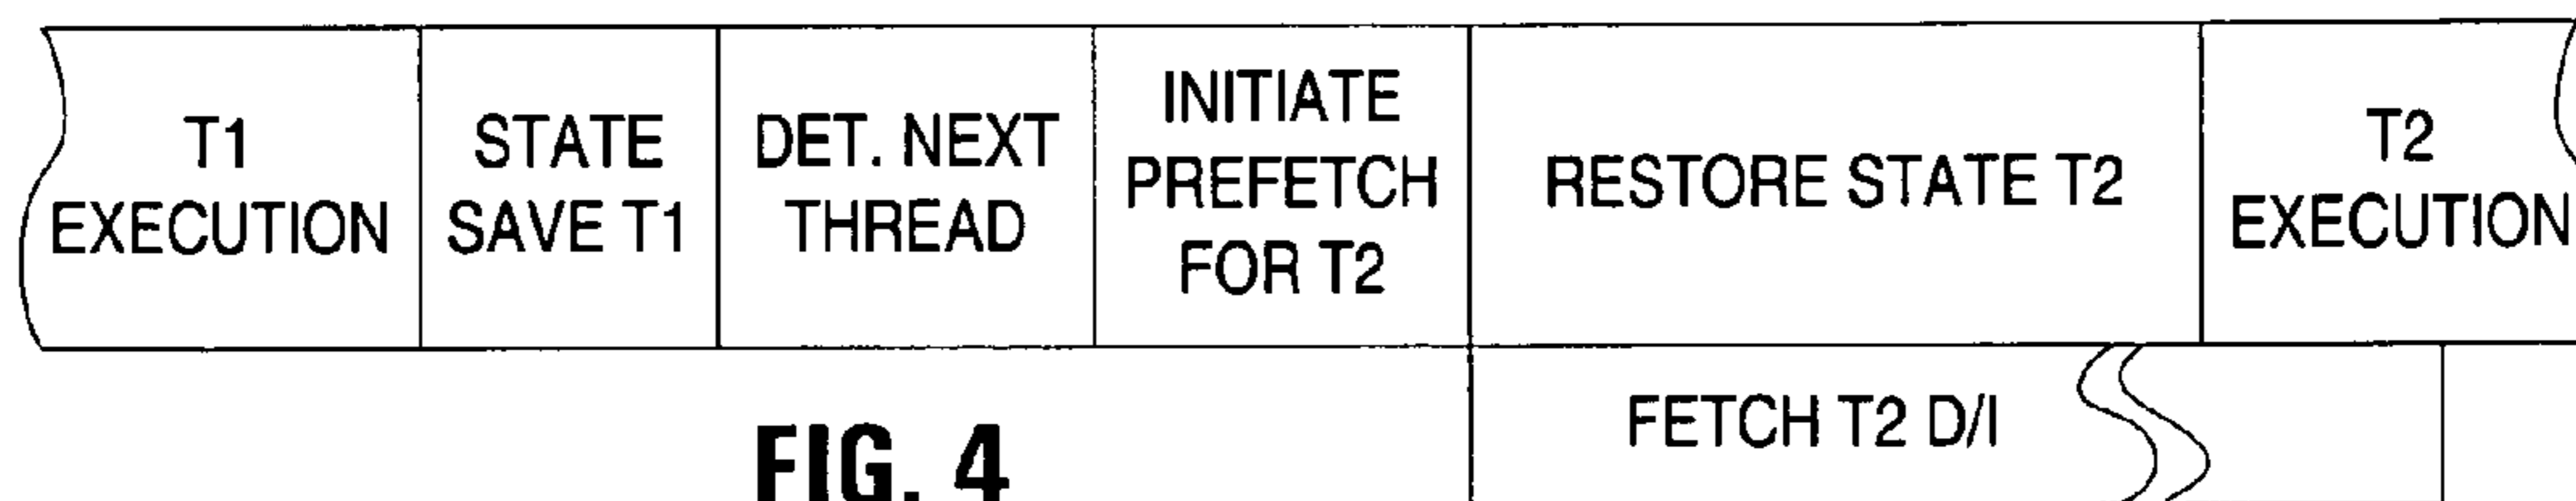 T1
EXECUTION
STATE
SAVE T1
DET. NEXT
THREAD
INITIATE
PREFETCH
FOR T2
RESTORE STATE T2
T2
EXECUTION
FETCH T2 D/I
FIG. 4